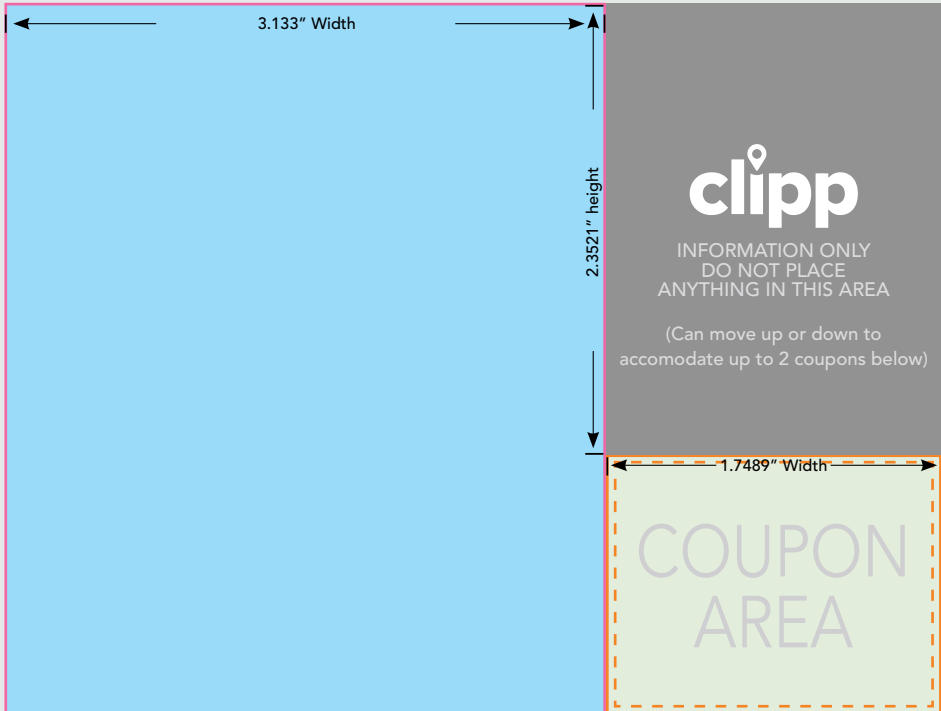 3.133" Width
2.3521" height
clipp
INFORMATION ONLY
DO NOT PLACE
ANYTHING IN THIS AREA
(Can move up or down to
accomodate up to 2 coupons below)
1.7489" Width
COUPON
AREA